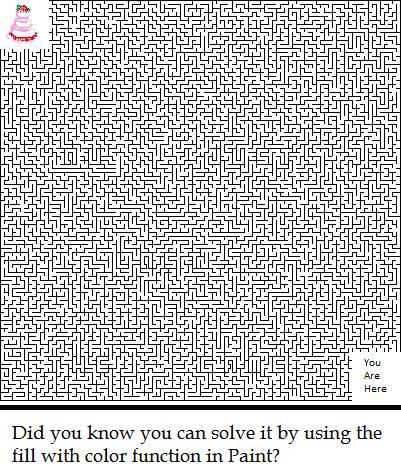 You
Are
Here
Did you know you can solve it by using the
fill with color function in Paint?